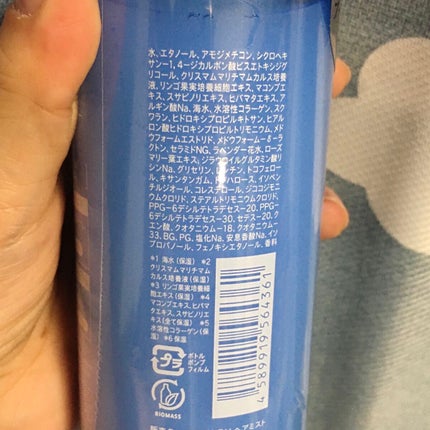 水、エタノール、アモジメチコン、シクロヘキ
サン-1, 4-ジカルボン酸ビスエトキシジグ
リコール、クリスマムマリチマムカルス培養
液、リンゴ果実培養細胞エキス、マコンブエ
キス、スサビノリエキス、ヒバマタエキス、ア
ルギン酸Na、海水、水溶性コラーゲン、スク
ワラン、ヒドロキシプロピルキトサン、ヒアル
ロン酸ヒドロキシプロピルトリモニウム、メド
ウフォームエストリド、メドウフォーム-δ-ラ
クトン、セラミドNG、ラベンダー花水、ローズ
マリー葉エキス、ジラウロイルグルタミン酸リ
シンNa、グリセリン、レシチン、トコフェロー
ル、キサンタンガム、トレハロース、イソペン
チルジオール、コレステロール、ジココジモ
ニウムクロリド、ステアルトリモニウムクロリド、
PPG-6デシルテトラデセス-20、PPG-
6デシルテトラデセス-30、セテス-20、ク
エン酸、クオタニウム-18、クオタニウム-
33、BG、PG、塩化Na、安息香酸Na、イソ
プロパノール、フェノキシエタノール、香料
*1 海水(保湿) *2
クリスマムマリチマム
カルス培養液(保湿)
*3 リンゴ果実培養細
胞エキス(保湿) *4
マコンブエキス、ヒバマ
タエキス、スサビノリエ
キス(全て保湿) *5
水溶性コラーゲン(保
湿) *6 保湿
4589919564361
プラ
ボトル
ポンプ
フィルム
BIOMASS